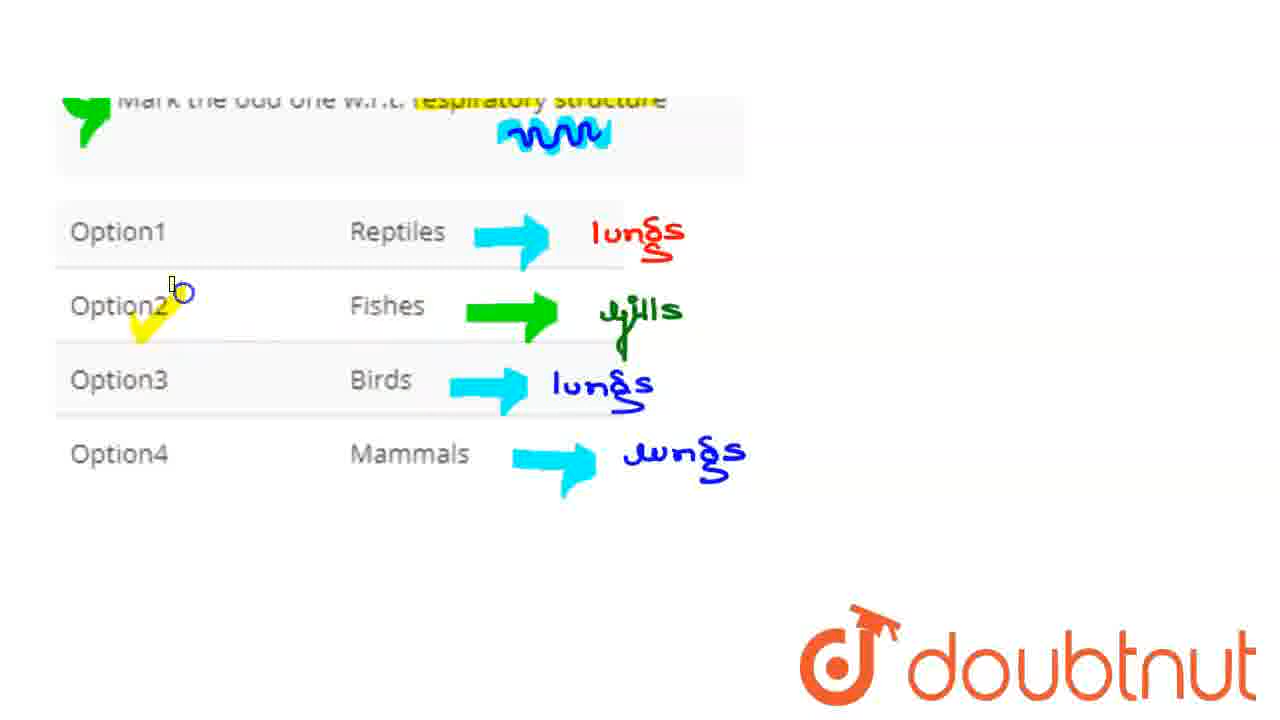 Mark the odd one w.r.t. respiratory structure
Option1 Reptiles lungs
Option2 Fishes gills
Option3 Birds lungs
Option4 Mammals lungs
doubtnut